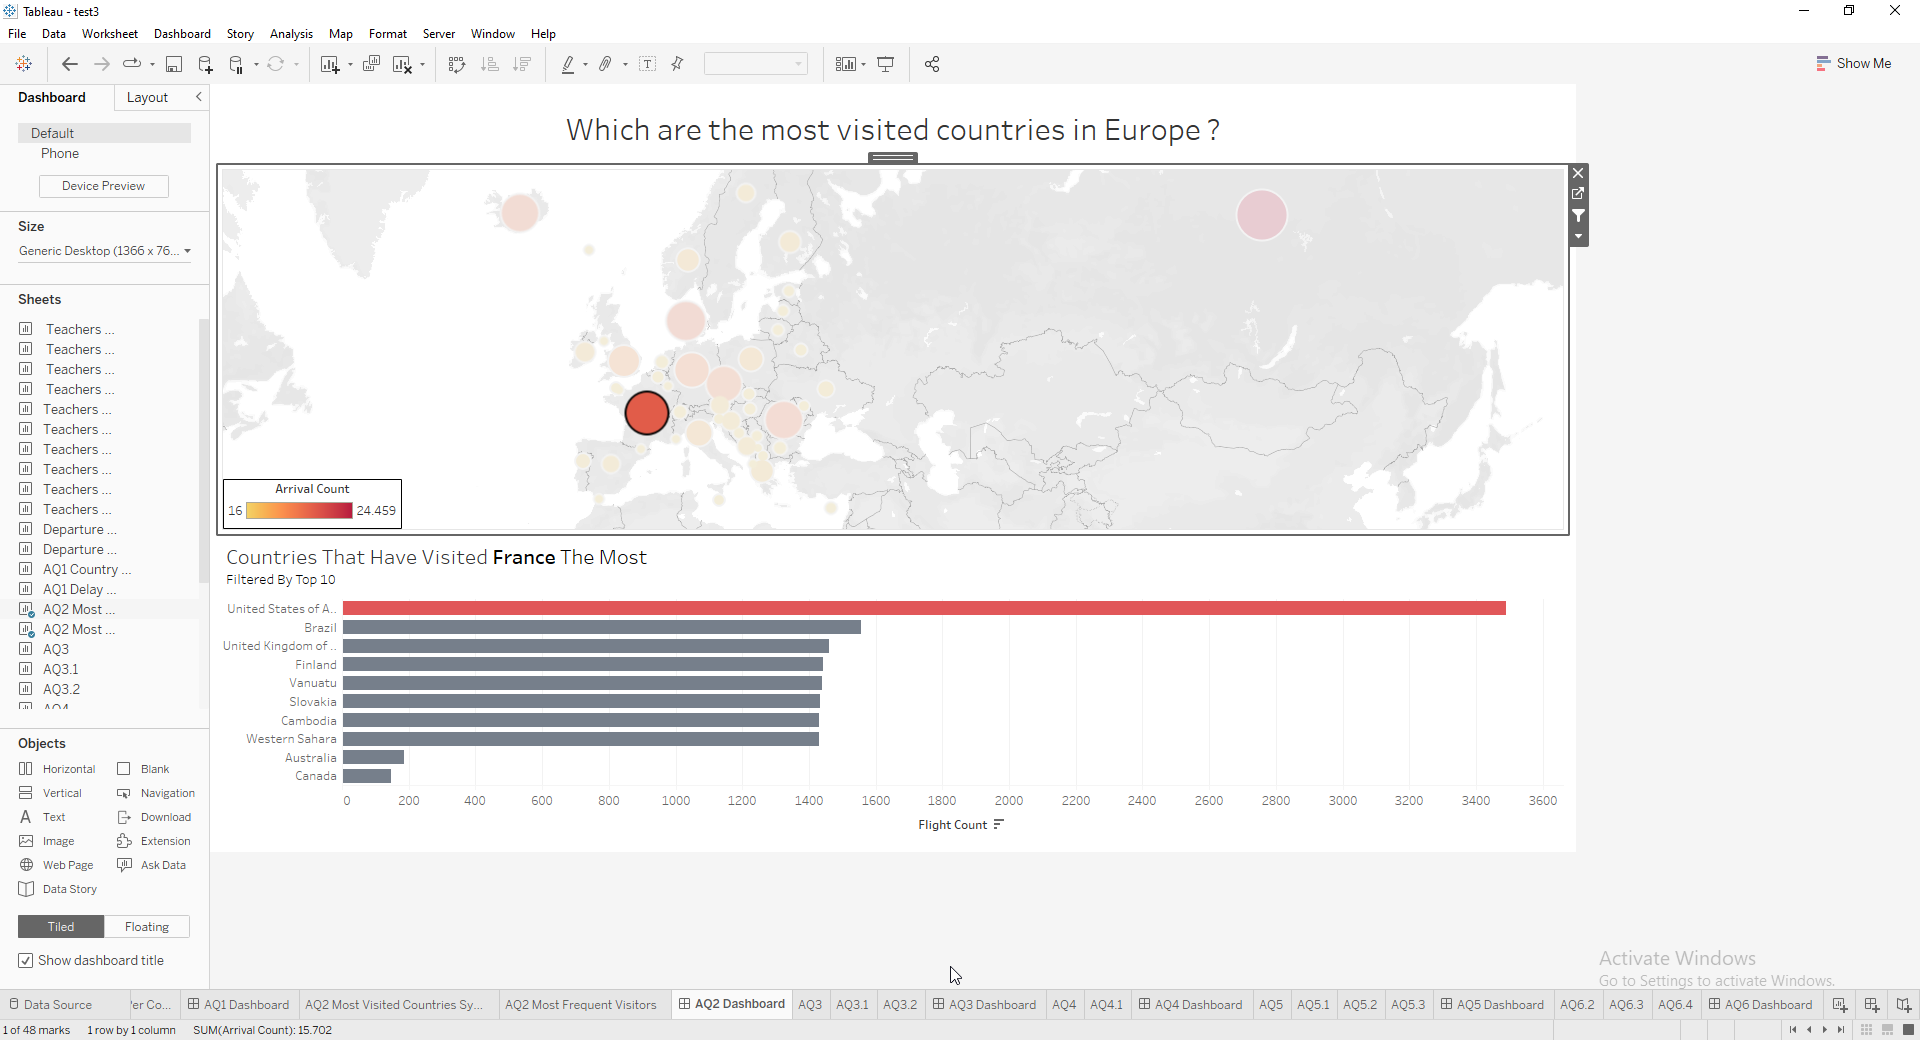 Tableau - test3
File Data Worksheet Dashboard Story Analysis Map Format Server Window Help
Show Me
Dashboard Layout
Default
Phone
Device Preview
Size
Generic Desktop (1366 x 76...
Sheets
Teachers ...
Teachers ...
Teachers ...
Teachers ...
Teachers ...
Teachers ...
Teachers ...
Teachers ...
Teachers ...
Teachers ...
Departure ...
Departure ...
AQ1 Country ...
AQ1 Delay ...
AQ2 Most ...
AQ2 Most ...
AQ3
AQ3.1
AQ3.2
AQ4
Objects
Horizontal Blank
Vertical Navigation
Text Download
Image Extension
Web Page Ask Data
Data Story
Tiled Floating
Show dashboard title
Which are the most visited countries in Europe ?
Arrival Count
16 24.459
Countries That Have Visited France The Most
Filtered By Top 10
United States of A..
Brazil
United Kingdom of ..
Finland
Vanuatu
Slovakia
Cambodia
Western Sahara
Australia
Canada
0 200 400 600 800 1000 1200 1400 1600 1800 2000 2200 2400 2600 2800 3000 3200 3400 3600
Flight Count
Activate Windows
Go to Settings to activate Windows.
Data Source 'er Co... AQ1 Dashboard AQ2 Most Visited Countries Sy... AQ2 Most Frequent Visitors AQ2 Dashboard AQ3 AQ3.1 AQ3.2 AQ3 Dashboard AQ4 AQ4.1 AQ4 Dashboard AQ5 AQ5.1 AQ5.2 AQ5.3 AQ5 Dashboard AQ6.2 AQ6.3 AQ6.4 AQ6 Dashboard
1 of 48 marks 1 row by 1 column SUM(Arrival Count): 15.702